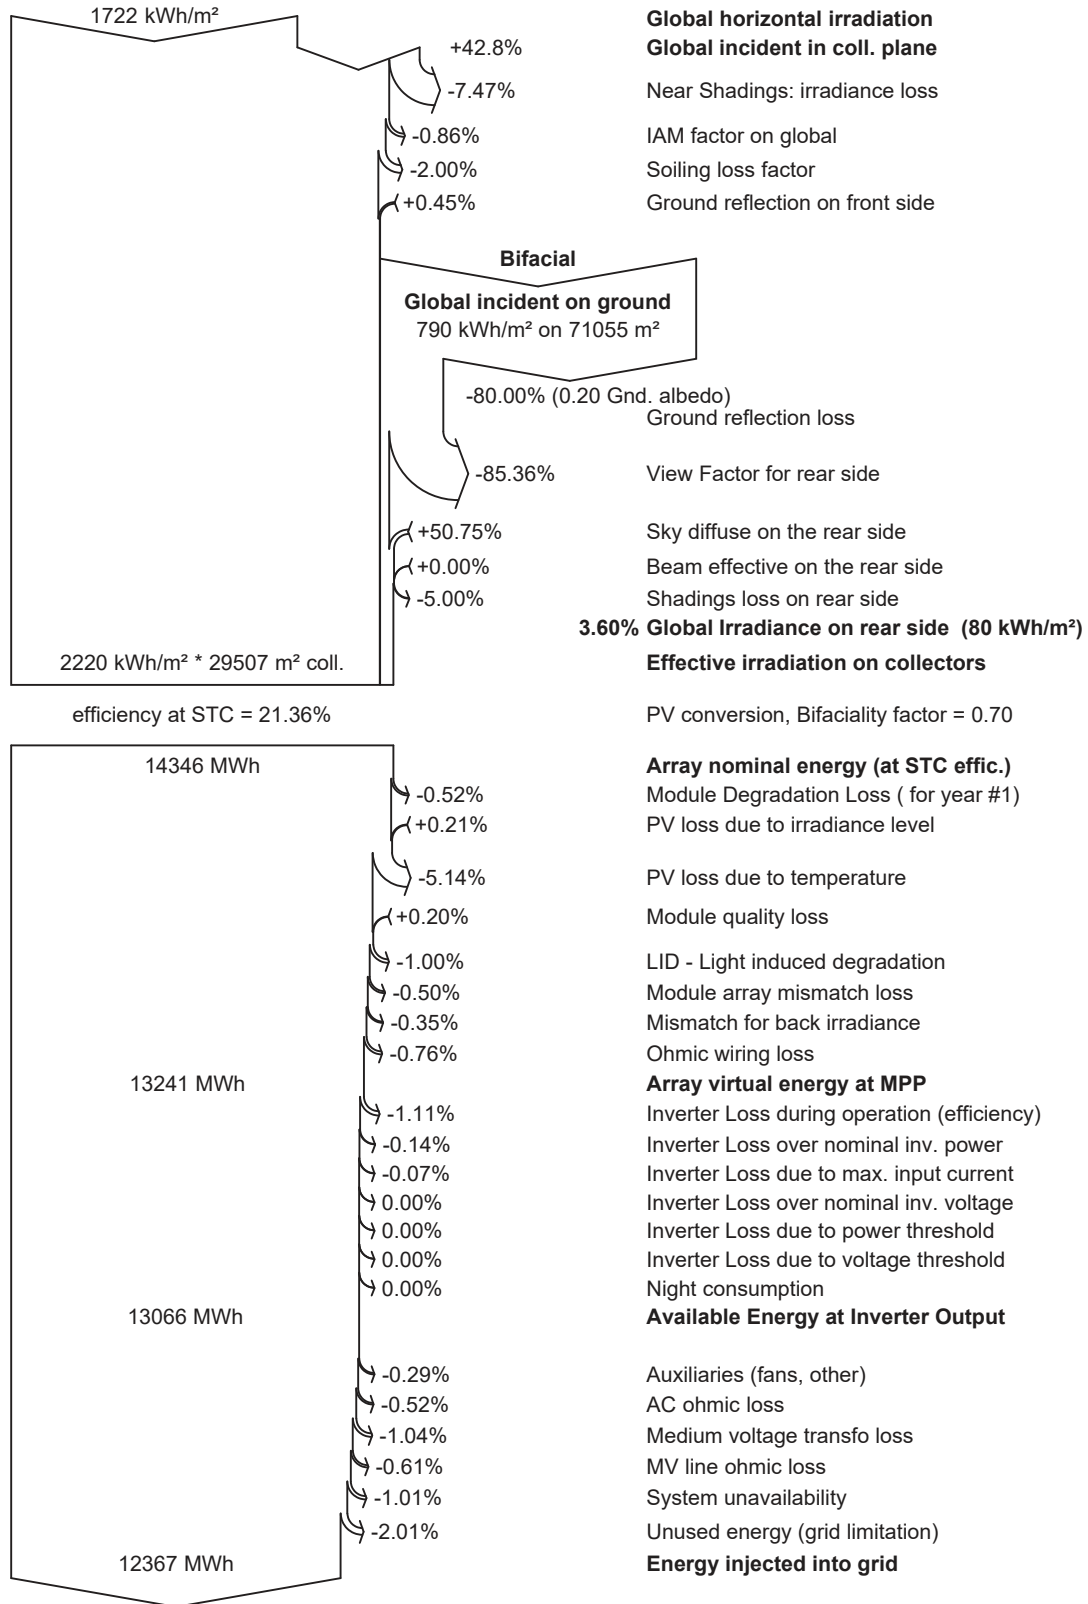 1722 kWh/m² Global horizontal irradiation
+42.8% Global incident in coll. plane
-7.47% Near Shadings: irradiance loss
-0.86% IAM factor on global
-2.00% Soiling loss factor
+0.45% Ground reflection on front side
Bifacial
Global incident on ground
790 kWh/m² on 71055 m²
-80.00% (0.20 Gnd. albedo)
Ground reflection loss
-85.36% View Factor for rear side
+50.75% Sky diffuse on the rear side
+0.00% Beam effective on the rear side
-5.00% Shadings loss on rear side
3.60% Global Irradiance on rear side (80 kWh/m²)
2220 kWh/m² * 29507 m² coll. Effective irradiation on collectors
efficiency at STC = 21.36% PV conversion, Bifaciality factor = 0.70
14346 MWh Array nominal energy (at STC effic.)
-0.52% Module Degradation Loss ( for year #1)
+0.21% PV loss due to irradiance level
-5.14% PV loss due to temperature
+0.20% Module quality loss
-1.00% LID - Light induced degradation
-0.50% Module array mismatch loss
-0.35% Mismatch for back irradiance
-0.76% Ohmic wiring loss
13241 MWh Array virtual energy at MPP
-1.11% Inverter Loss during operation (efficiency)
-0.14% Inverter Loss over nominal inv. power
-0.07% Inverter Loss due to max. input current
0.00% Inverter Loss over nominal inv. voltage
0.00% Inverter Loss due to power threshold
0.00% Inverter Loss due to voltage threshold
0.00% Night consumption
13066 MWh Available Energy at Inverter Output
-0.29% Auxiliaries (fans, other)
-0.52% AC ohmic loss
-1.04% Medium voltage transfo loss
-0.61% MV line ohmic loss
-1.01% System unavailability
-2.01% Unused energy (grid limitation)
12367 MWh Energy injected into grid